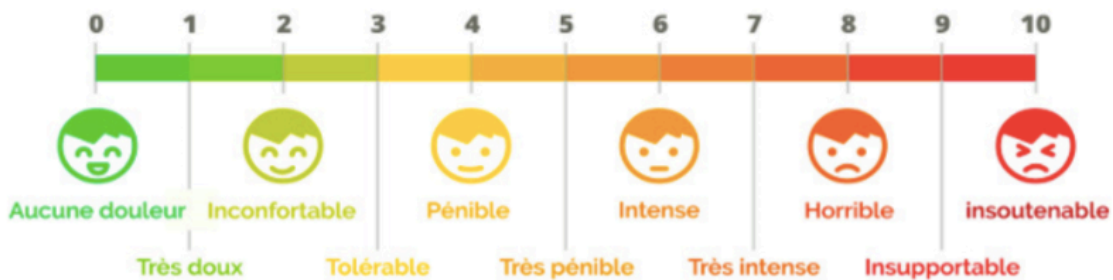 0 1 2 3 4 5 6 7 8 9 10
Aucune douleur Inconfortable Pénible Intense Horrible insoutenable
Très doux Tolérable Très pénible Très intense Insupportable